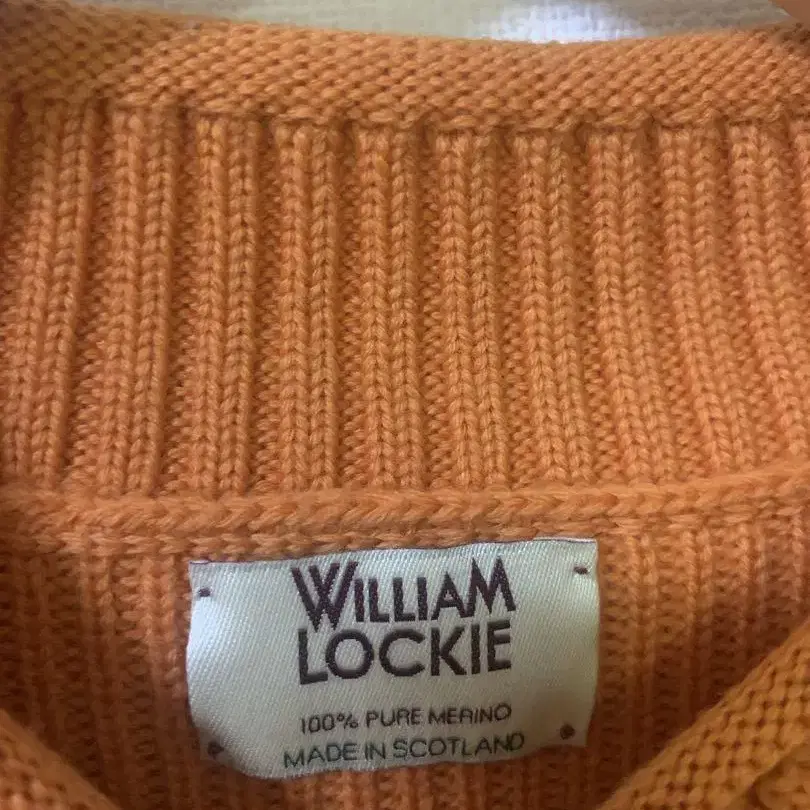 WILLIAM
LOCKIE
100% PURE MERINO
MADE IN SCOTLAND